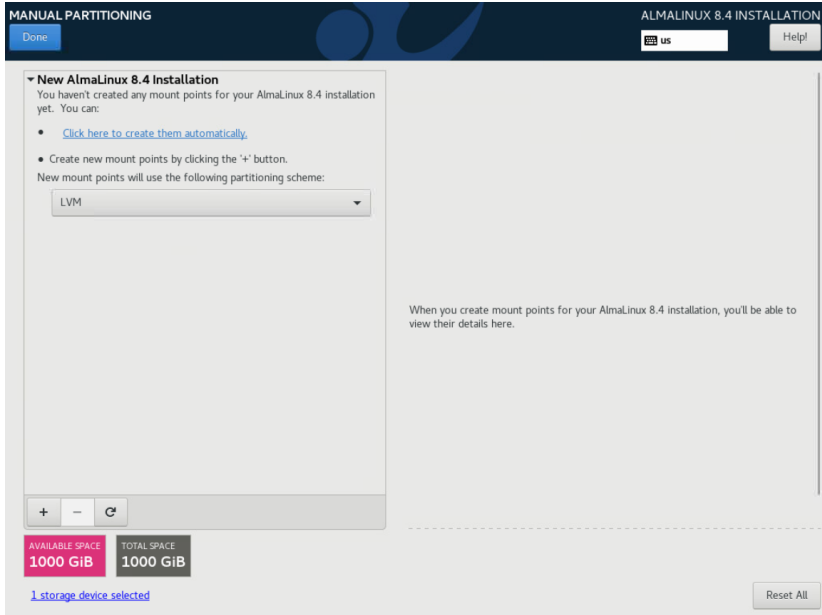 MANUAL PARTITIONING
ALMALINUX 8.4 INSTALLATION
Done
us
Help!
New AlmaLinux 8.4 Installation
You haven't created any mount points for your AlmaLinux 8.4 installation
yet. You can:
• Click here to create them automatically.
• Create new mount points by clicking the '+' button.
New mount points will use the following partitioning scheme:
LVM
When you create mount points for your AlmaLinux 8.4 installation, you'll be able to
view their details here.
+ −
AVAILABLE SPACE
1000 GiB
TOTAL SPACE
1000 GiB
1 storage device selected
Reset All